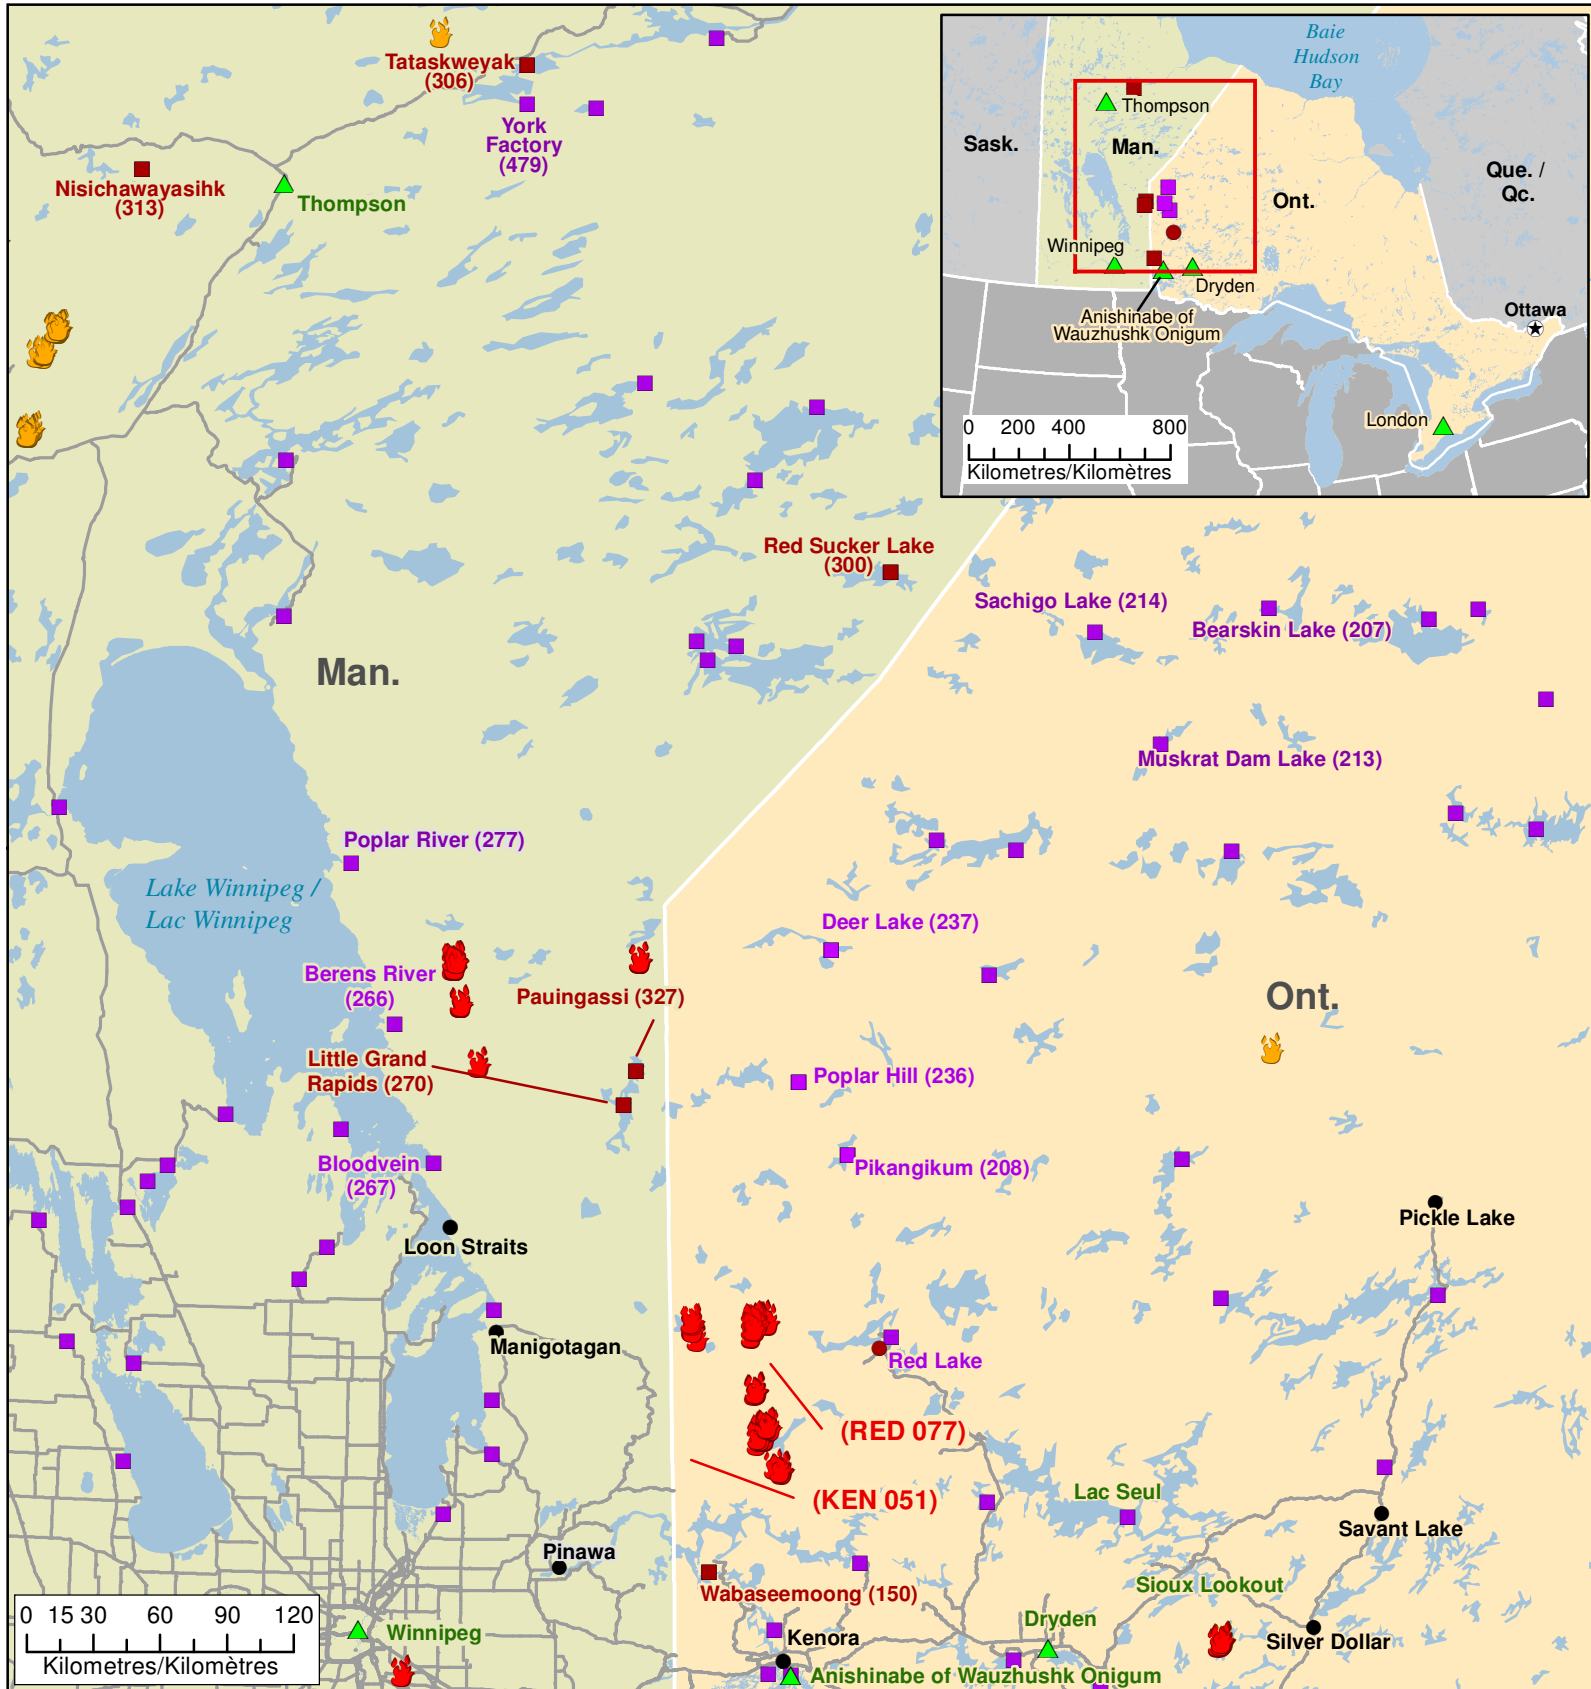 Tataskweyak
(306)
York
Factory
(479)
Nisichawayasihk
(313)
Thompson
Baie
Hudson
Bay
Thompson
Sask.
Man.
Ont.
Que. /
Qc.
Winnipeg
Dryden
Anishinabe of
Wauzhushk Onigum
Ottawa
London
0 200 400 800
Kilometres/Kilomètres
Red Sucker Lake
(300)
Sachigo Lake (214)
Bearskin Lake (207)
Man.
Muskrat Dam Lake (213)
Poplar River (277)
Lake Winnipeg /
Lac Winnipeg
Deer Lake (237)
Berens River
(266)
Pauingassi (327)
Ont.
Little Grand
Rapids (270)
Poplar Hill (236)
Bloodvein
(267)
Pikangikum (208)
Pickle Lake
Loon Straits
Manigotagan
Red Lake
(RED 077)
(KEN 051)
Lac Seul
Savant Lake
Pinawa
Wabaseemoong (150)
Sioux Lookout
0 15 30 60 90 120
Kilometres/Kilomètres
Winnipeg
Kenora
Dryden
Silver Dollar
Anishinabe of Wauzhushk Onigum